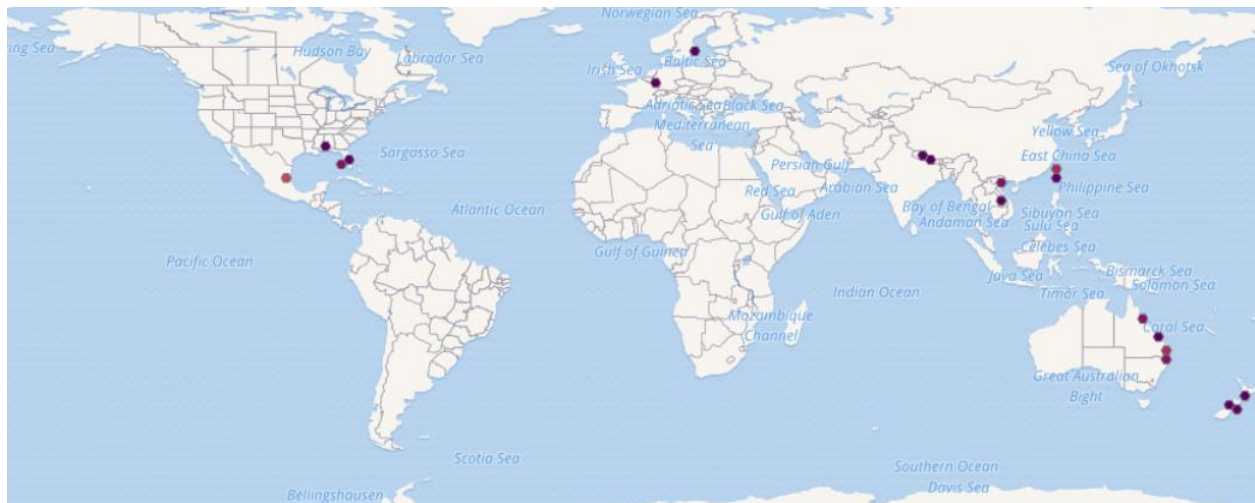 Norwegian Sea
ring Sea
Hudson Bay
Labrador Sea
Irish Sea
Baltic Sea
Sea of Okhotsk
Adriatic Sea
Black Sea
Mediterranean
Sea
Yellow Sea
Sargasso Sea
Persian Gulf
East China Sea
Red Sea
Arabian Sea
Philippine Sea
Atlantic Ocean
Gulf of Aden
Bay of Bengal
Andaman Sea
Sibuyan Sea
Sulu Sea
Gulf of Guinea
Celebes Sea
Pacific Ocean
Java Sea
Bismarck Sea
Solomon Sea
Indian Ocean
Timor Sea
Mozambique
Channel
Coral Sea
Great Australian
Bight
Scotia Sea
Southern Ocean
Davis Sea
Bellingshausen